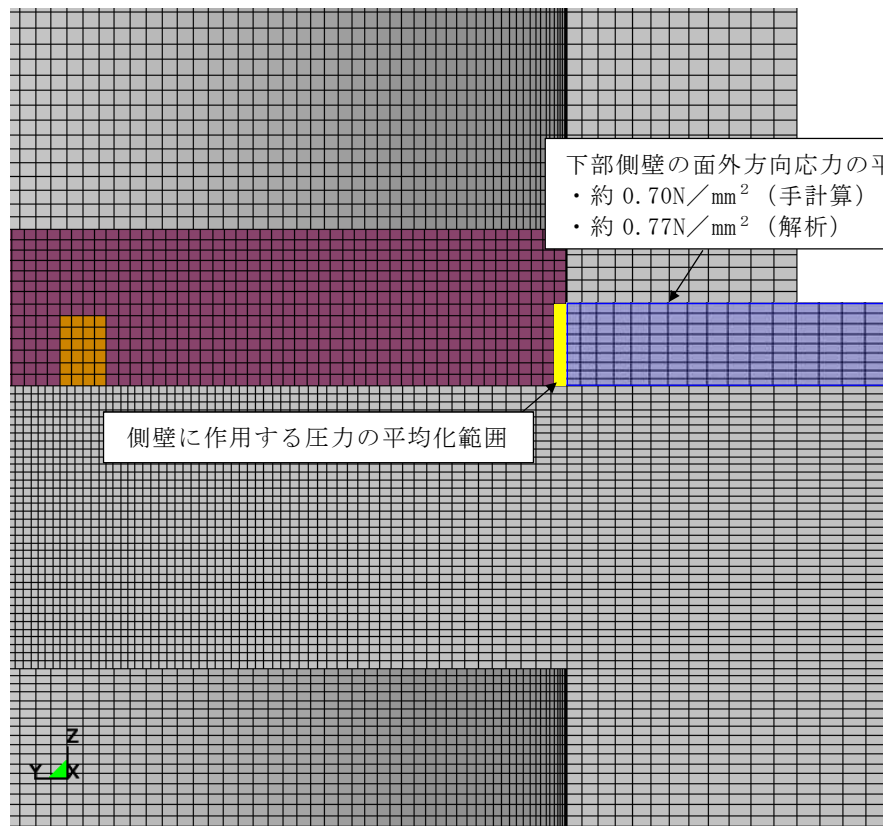 下部側壁の面外方向応力の平
・約 0.70N／mm²（手計算）
・約 0.77N／mm²（解析）
側壁に作用する圧力の平均化範囲
Z
Y X